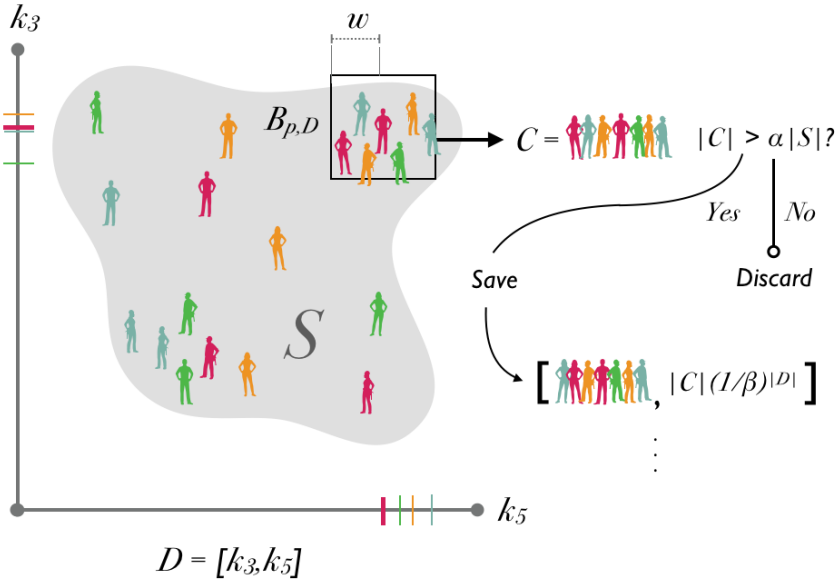 k₃
w
B_{p,D}
C = |C| > α|S|?
Yes No
Save
Discard
S
[ , |C|(1/β)^{|D|} ]
k₅
D = [k₃,k₅]